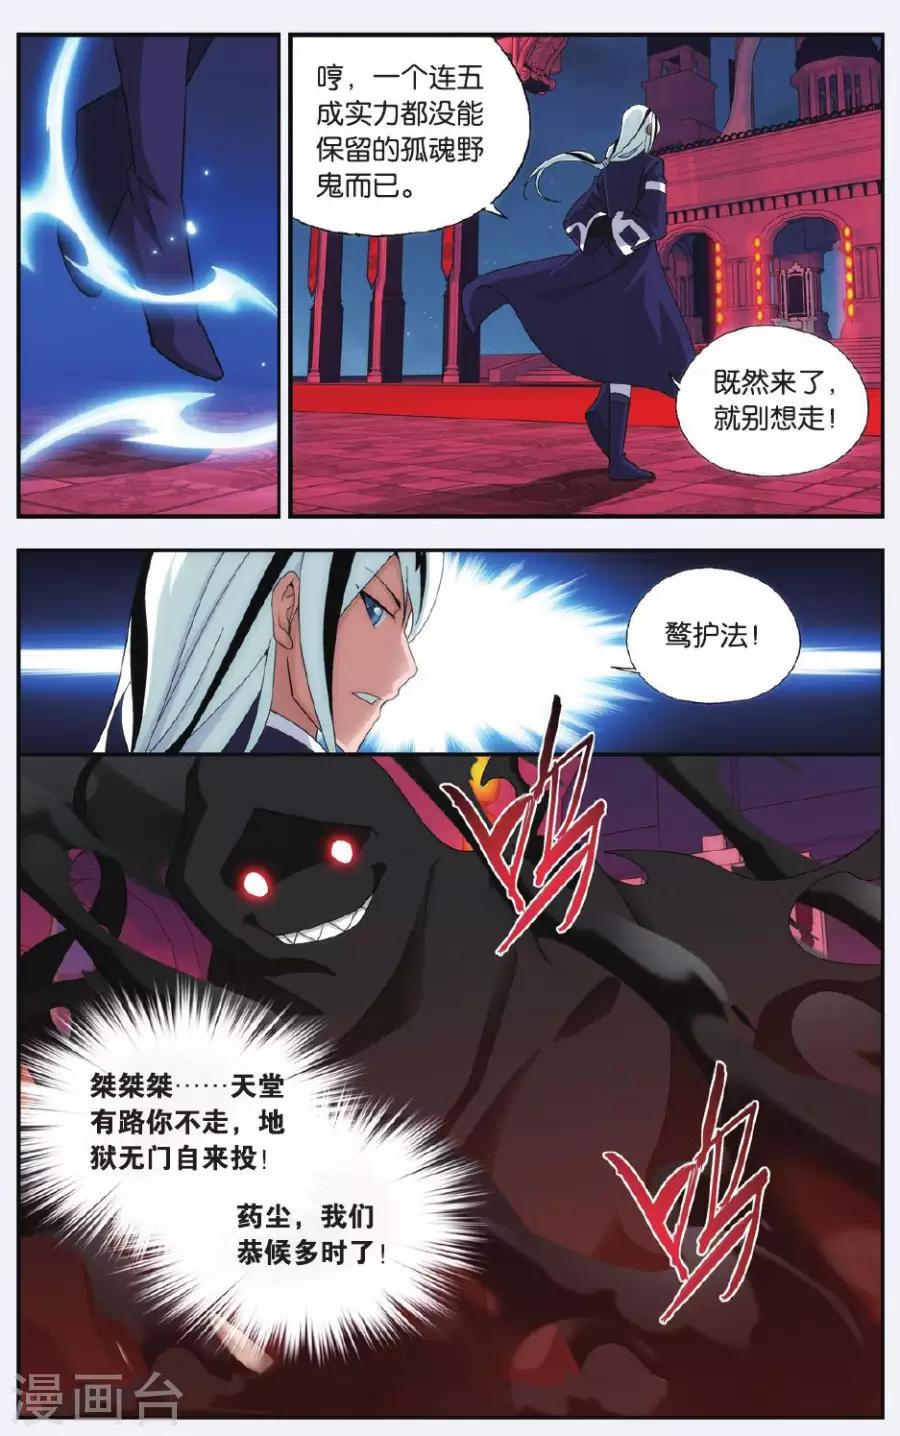 哼，一个连五
成实力都没能
保留的孤魂野
鬼而已。
既然来了，
就别想走！
鹜护法！
呜
桀桀桀……天堂
有路你不走，地
狱无门自来投！
药尘，我们
恭候多时了！
呜
漫画台